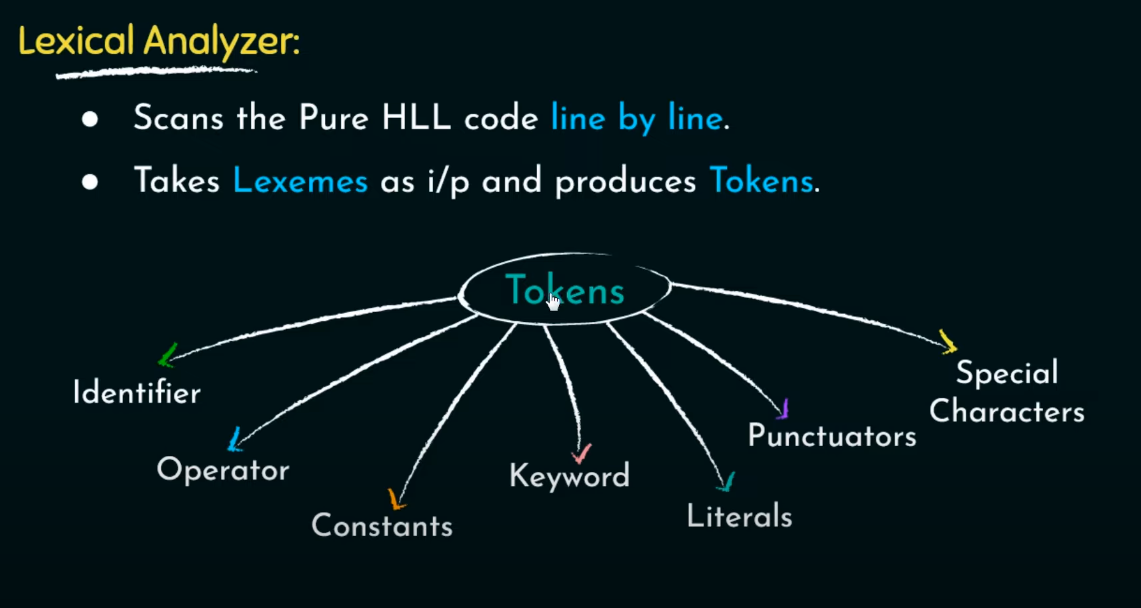 Lexical Analyzer:
● Scans the Pure HLL code line by line.
● Takes Lexemes as i/p and produces Tokens.
Tokens
Identifier
Operator
Constants
Keyword
Literals
Punctuators
Special
Characters